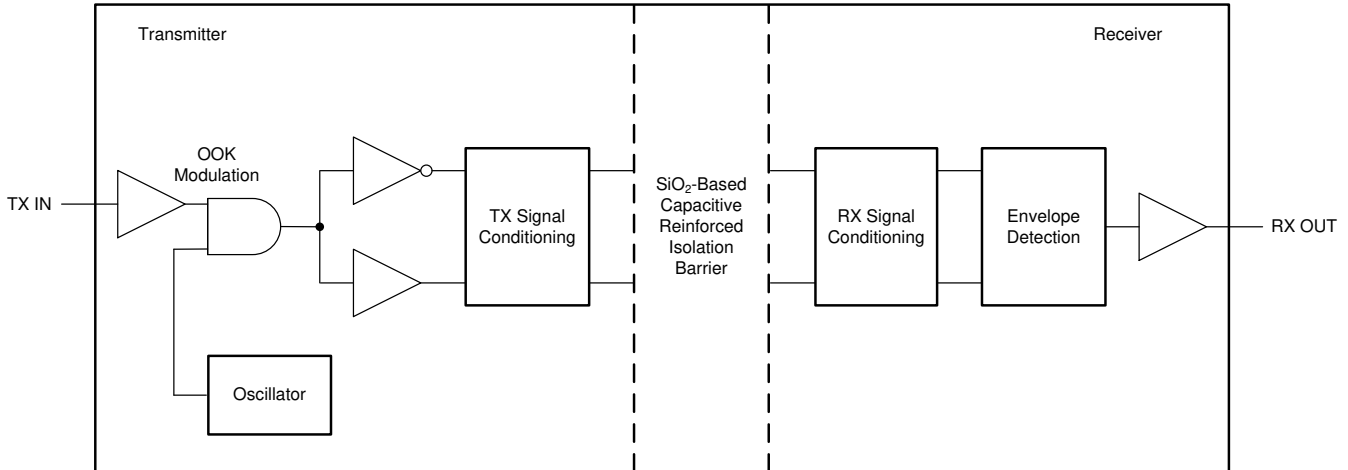 Transmitter
Receiver
OOK
Modulation
TX IN
TX Signal
Conditioning
SiO₂-Based
Capacitive
Reinforced
Isolation
Barrier
RX Signal
Conditioning
Envelope
Detection
RX OUT
Oscillator